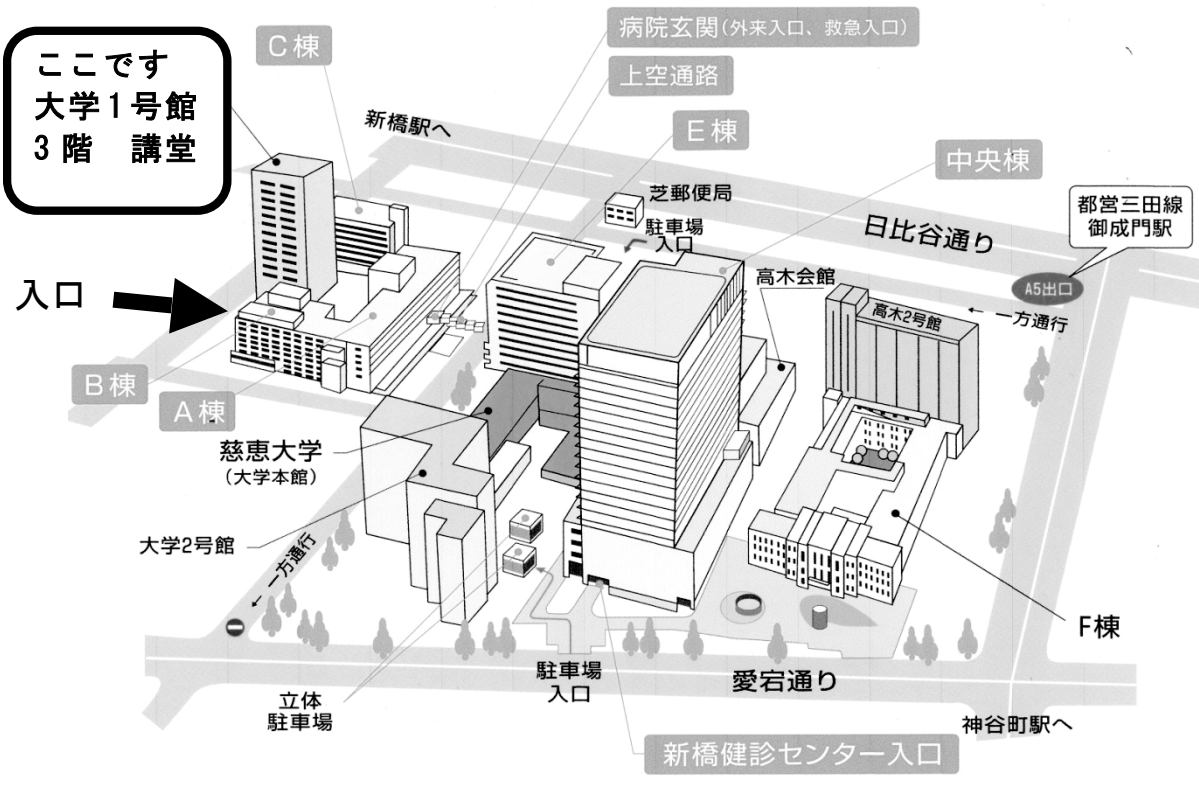 ここです
大学1号館
3階　講堂
C棟
病院玄関(外来入口、救急入口)
上空通路
新橋駅へ
E棟
中央棟
芝郵便局
駐車場
入口
日比谷通り
都営三田線
御成門駅
A5出口
高木会館
高木2号館
← 一方通行
入口
B棟
A棟
慈恵大学
(大学本館)
大学2号館
← 一方通行
F棟
立体
駐車場
駐車場
入口
愛宕通り
神谷町駅へ
新橋健診センター入口